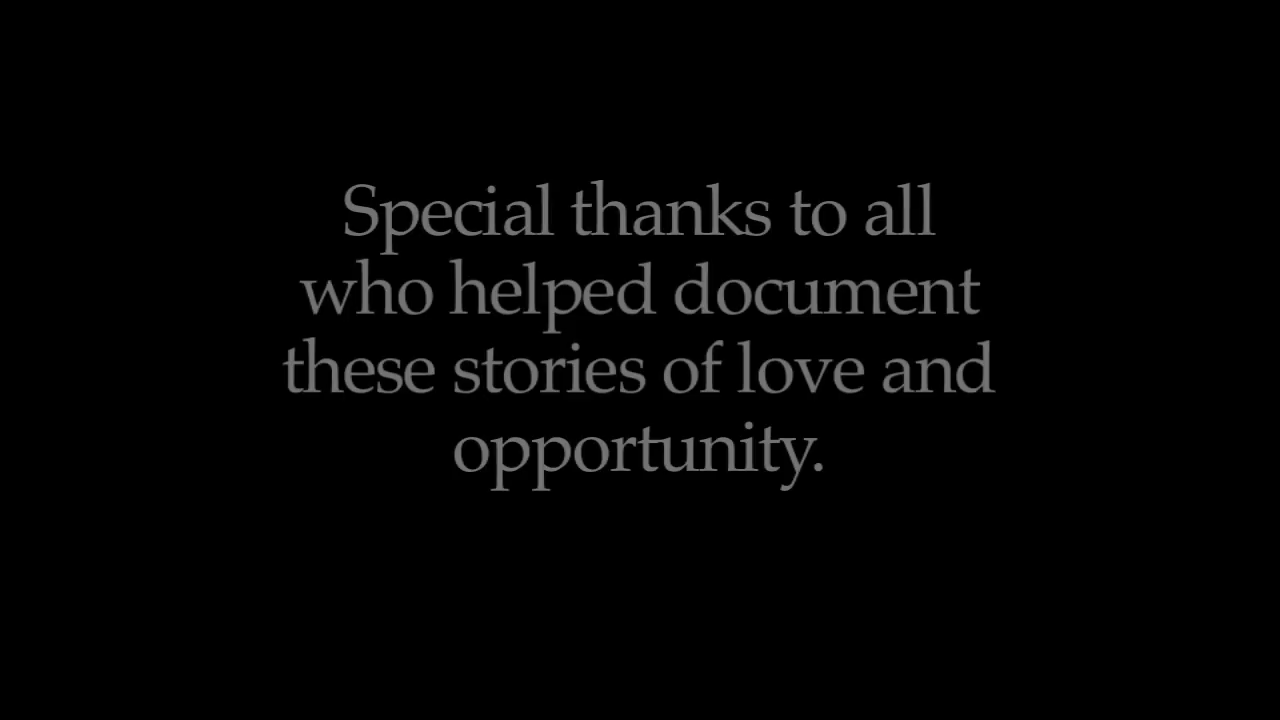 Special thanks to all
who helped document
these stories of love and
opportunity.